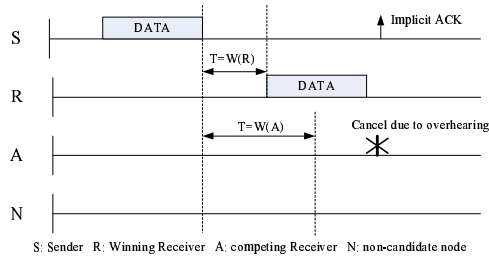 S
DATA
Implicit ACK
T=W(R)
R
DATA
T=W(A)
Cancel due to overhearing
A
N
S: Sender R: Winning Receiver A: competing Receiver N: non-candidate node